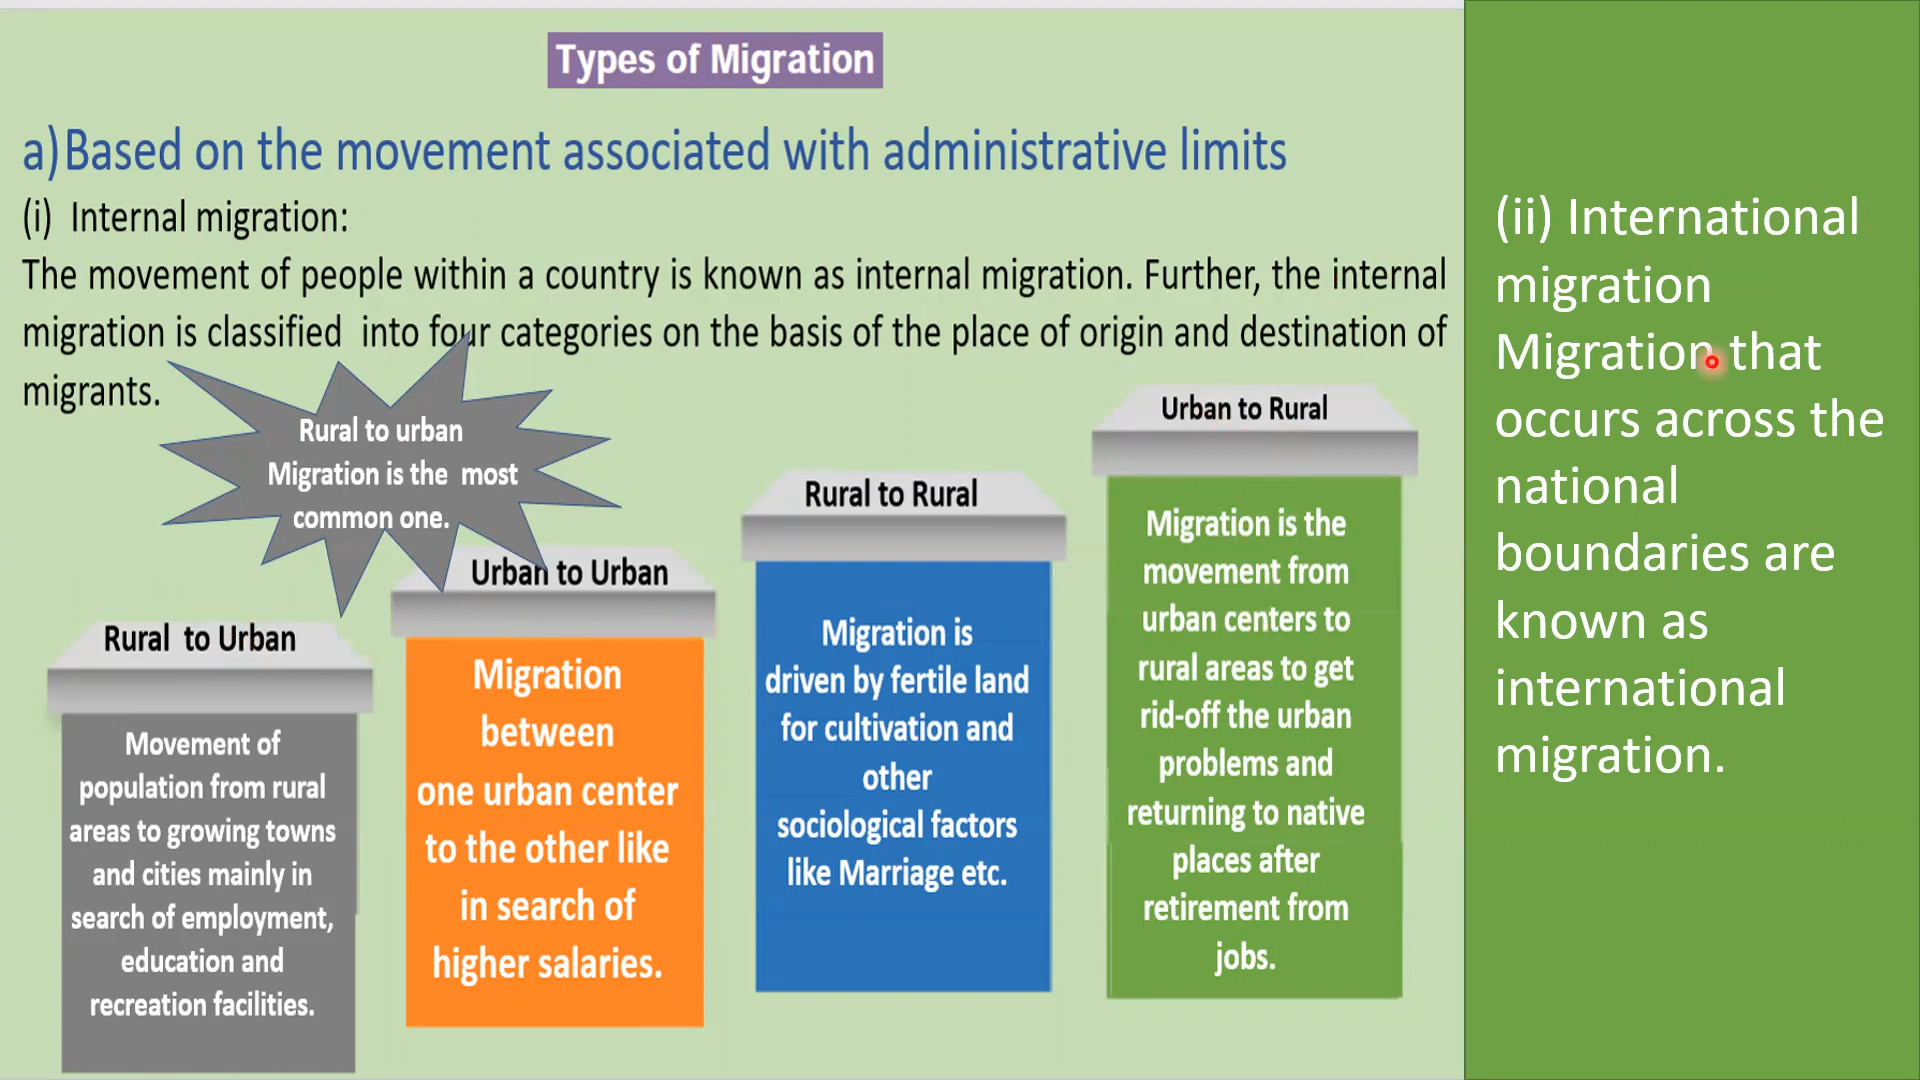 Types of Migration
a)Based on the movement associated with administrative limits
(i) Internal migration:
The movement of people within a country is known as internal migration. Further, the internal
migration is classified into four categories on the basis of the place of origin and destination of
migrants.
Rural to urban
Migration is the most
common one.
Rural to Urban
Movement of
population from rural
areas to growing towns
and cities mainly in
search of employment,
education and
recreation facilities.
Urban to Urban
Migration
between
one urban center
to the other like
in search of
higher salaries.
Rural to Rural
Migration is
driven by fertile land
for cultivation and
other
sociological factors
like Marriage etc.
Urban to Rural
Migration is the
movement from
urban centers to
rural areas to get
rid-off the urban
problems and
returning to native
places after
retirement from
jobs.
(ii) International
migration
Migration that
occurs across the
national
boundaries are
known as
international
migration.